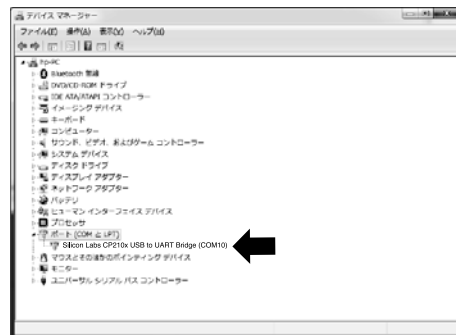 デバイス マネージャー
ファイル(F) 操作(A) 表示(V) ヘルプ(H)
hp-PC
Bluetooth 無線
DVD/CD-ROM ドライブ
IDE ATA/ATAPI コントローラー
イメージング デバイス
キーボード
コンピューター
サウンド、ビデオ、およびゲーム コントローラー
システム デバイス
ディスク ドライブ
ディスプレイ アダプター
ネットワーク アダプター
バッテリ
ヒューマン インターフェイス デバイス
プロセッサ
ポート (COM と LPT)
Silicon Labs CP210x USB to UART Bridge (COM10)
マウスとそのほかのポインティング デバイス
モニター
ユニバーサル シリアル バス コントローラー